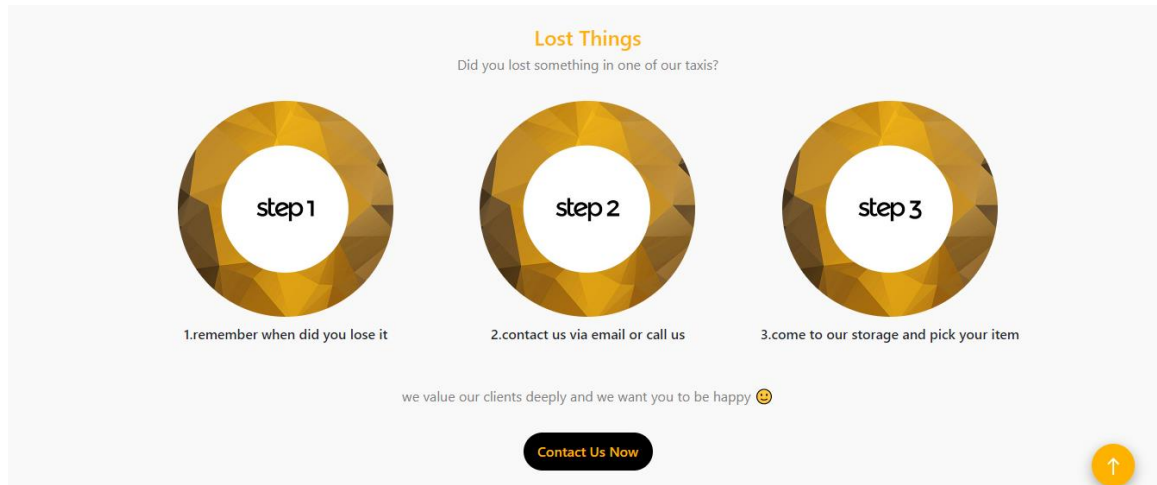 Lost Things
Did you lost something in one of our taxis?
step 1
step 2
step 3
1.remember when did you lose it
2.contact us via email or call us
3.come to our storage and pick your item
we value our clients deeply and we want you to be happy 🙂
Contact Us Now